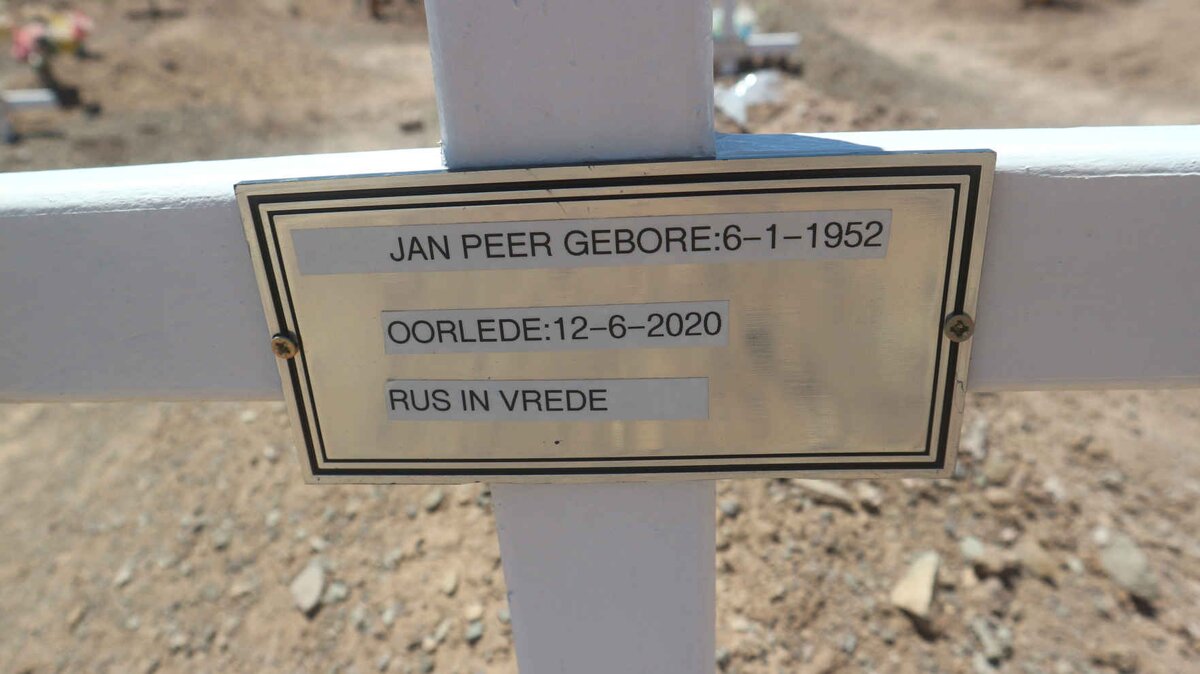 JAN PEER GEBORE:6-1-1952
OORLEDE:12-6-2020
RUS IN VREDE